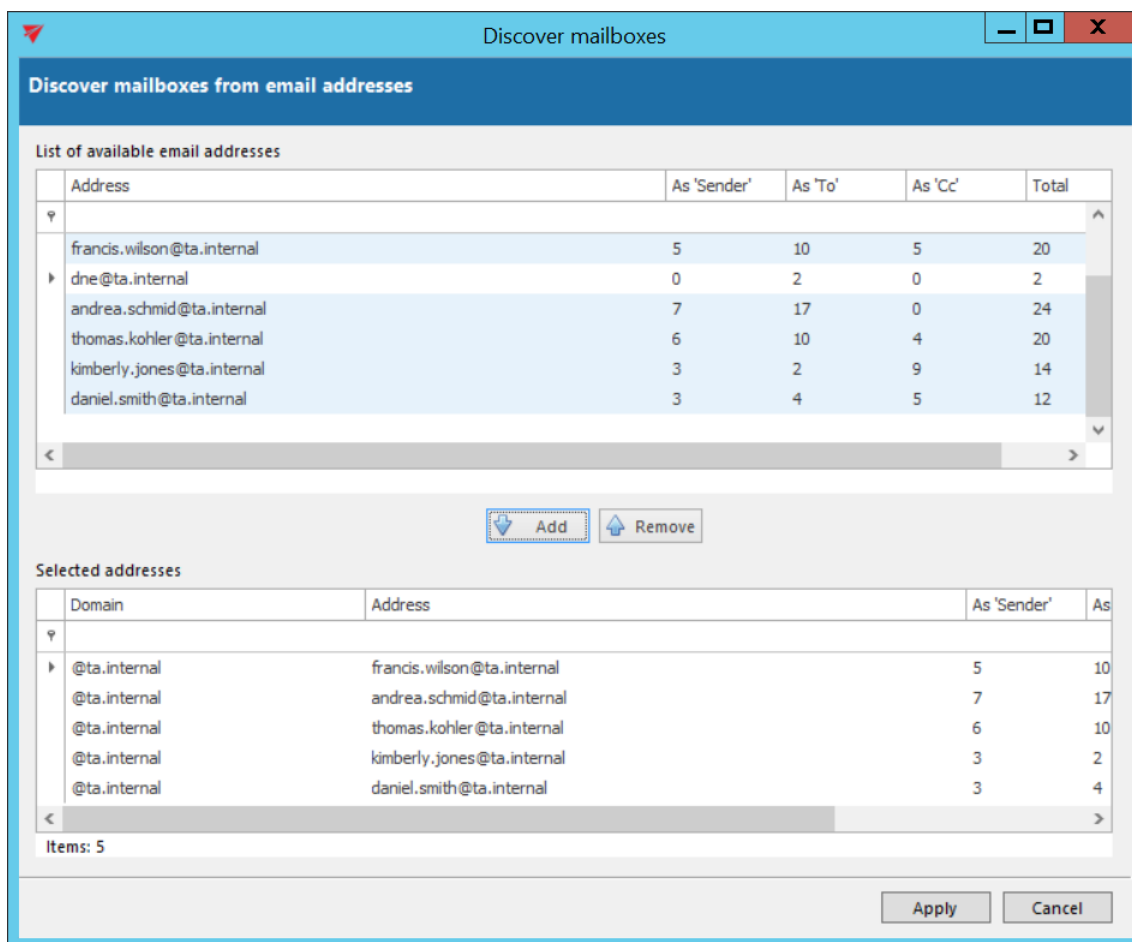 Discover mailboxes
X
Discover mailboxes from email addresses
List of available email addresses
Address As 'Sender' As 'To' As 'Cc' Total
francis.wilson@ta.internal 5 10 5 20
dne@ta.internal 0 2 0 2
andrea.schmid@ta.internal 7 17 0 24
thomas.kohler@ta.internal 6 10 4 20
kimberly.jones@ta.internal 3 2 9 14
daniel.smith@ta.internal 3 4 5 12
Add Remove
Selected addresses
Domain Address As 'Sender' As
@ta.internal francis.wilson@ta.internal 5 10
@ta.internal andrea.schmid@ta.internal 7 17
@ta.internal thomas.kohler@ta.internal 6 10
@ta.internal kimberly.jones@ta.internal 3 2
@ta.internal daniel.smith@ta.internal 3 4
Items: 5
Apply Cancel